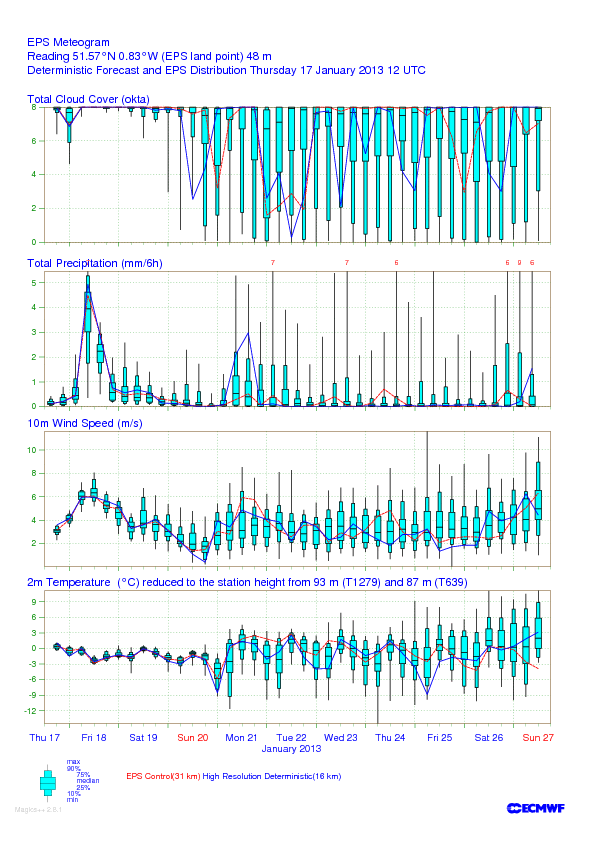 EPS Meteogram
Reading 51.57°N 0.83°W (EPS land point) 48 m
Deterministic Forecast and EPS Distribution Thursday 17 January 2013 12 UTC
Total Cloud Cover (okta)
8
6
4
2
0
Total Precipitation (mm/6h)
7 7 6 6 9 6
5
4
3
2
1
0
10m Wind Speed (m/s)
10
8
6
4
2
2m Temperature (°C) reduced to the station height from 93 m (T1279) and 87 m (T639)
9
6
3
0
-3
-6
-9
-12
Thu 17 Fri 18 Sat 19 Sun 20 Mon 21 Tue 22 Wed 23 Thu 24 Fri 25 Sat 26 Sun 27
January 2013
max
90%
75%
median
25%
10%
min
EPS Control(31 km) High Resolution Deterministic(16 km)
Magics++ 2.6.1
ECMWF